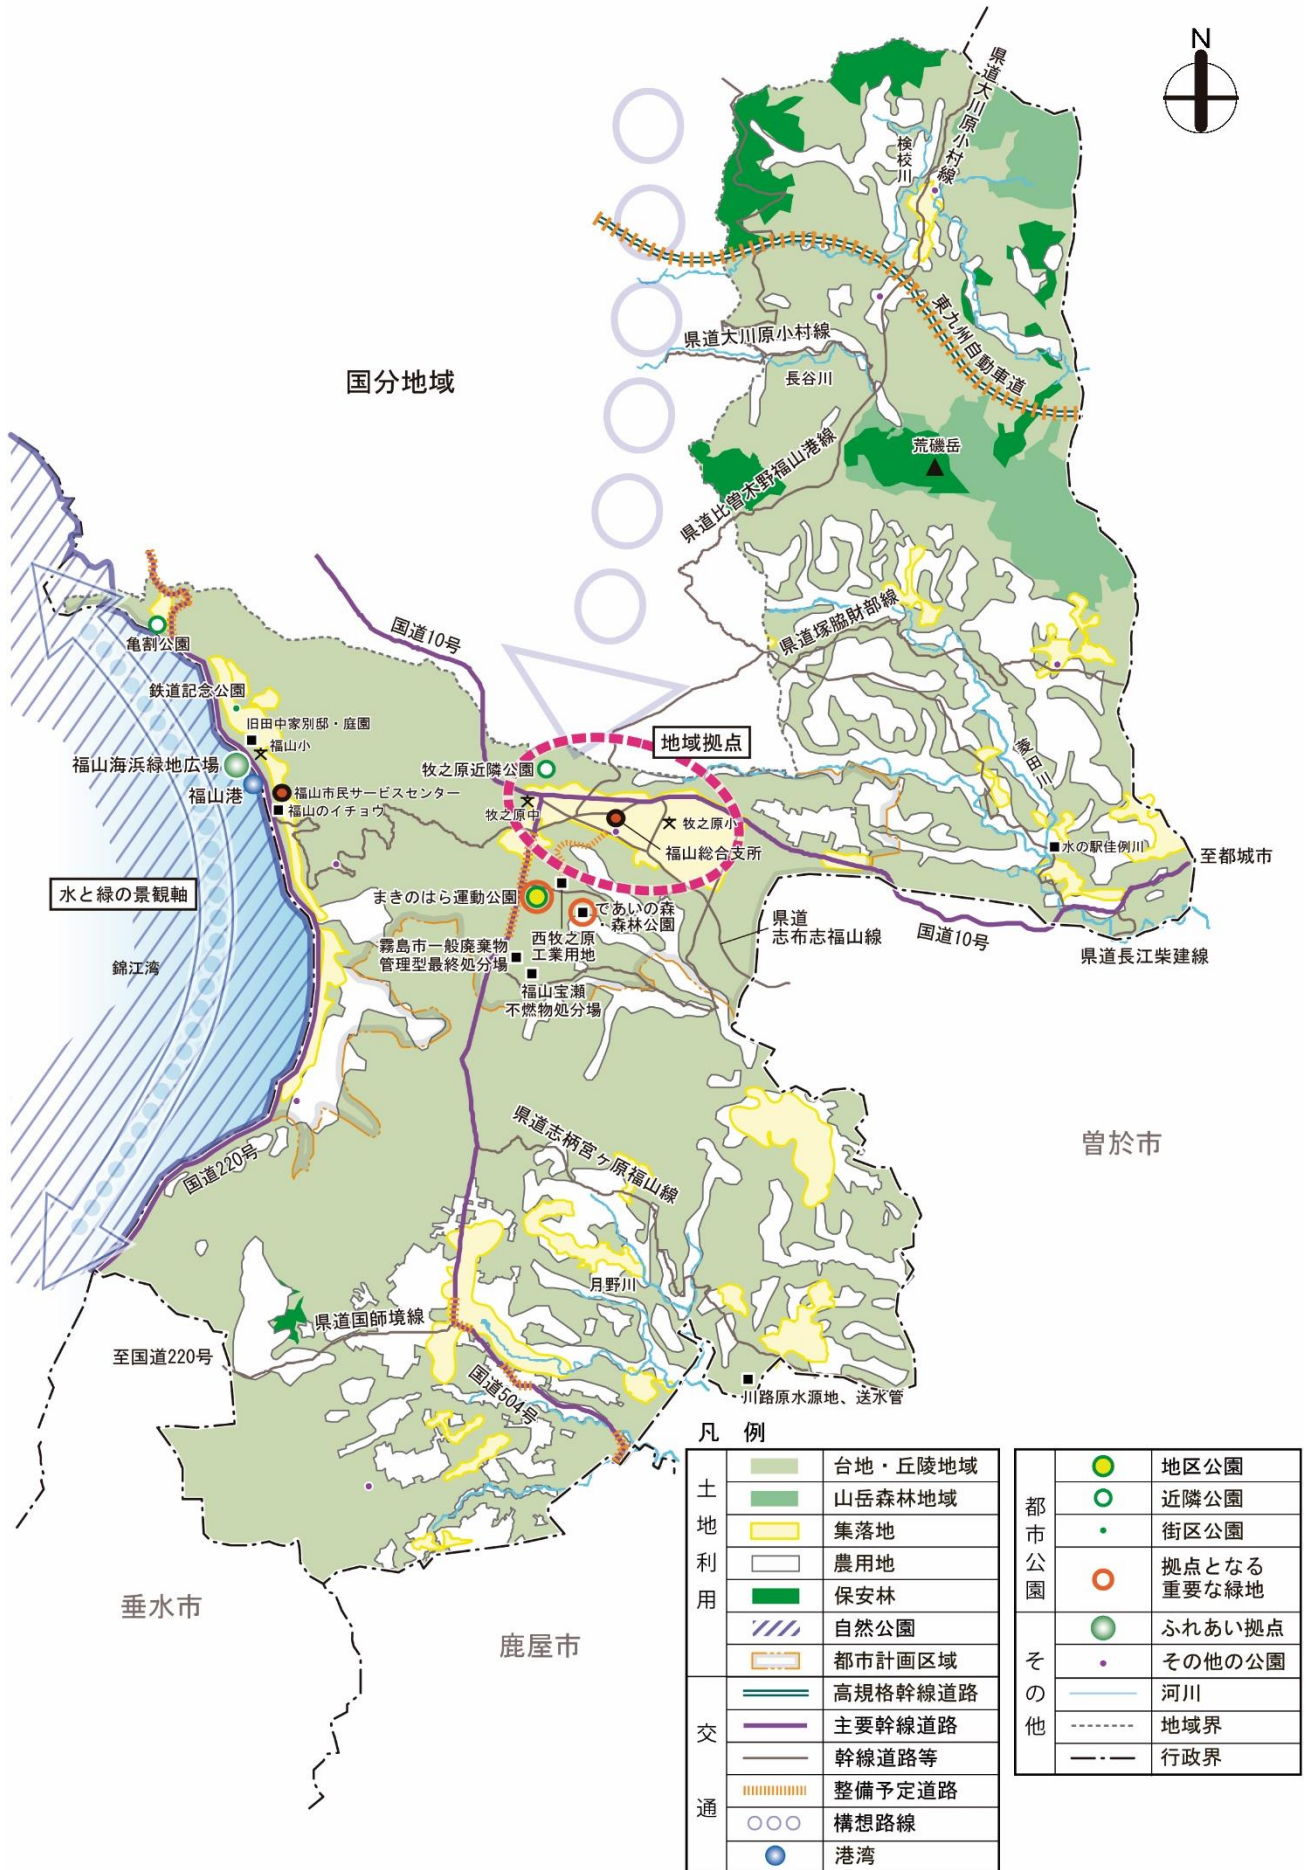 N
県道大川原小村線
検校川
東九州自動車道
県道大川原小村線
長谷川
国分地域
荒磯岳
県道比曽木野福山港線
国道10号
県道塚脇財部線
亀割公園
鉄道記念公園
旧田中家別邸・庭園
福山小
福山海浜緑地広場
福山港
福山市民サービスセンター
福山のイチョウ
地域拠点
牧之原近隣公園
牧之原中
牧之原小
福山総合支所
菱田川
水の駅佳例川
至都城市
水と緑の景観軸
錦江湾
まきのはら運動公園
であいの森
森林公園
西牧之原
工業用地
霧島市一般廃棄物
管理型最終処分場
福山宝瀬
不燃物処分場
県道
志布志福山線
国道10号
県道長江柴建線
曽於市
国道220号
県道志柄宮ヶ原福山線
月野川
県道国師境線
至国道220号
国道504号
川路原水源地、送水管
垂水市
鹿屋市
凡 例
土地利用
台地・丘陵地域
山岳森林地域
集落地
農用地
保安林
自然公園
都市計画区域
交通
高規格幹線道路
主要幹線道路
幹線道路等
整備予定道路
構想路線
港湾
都市公園
地区公園
近隣公園
街区公園
拠点となる
重要な緑地
その他
ふれあい拠点
その他の公園
河川
地域界
行政界